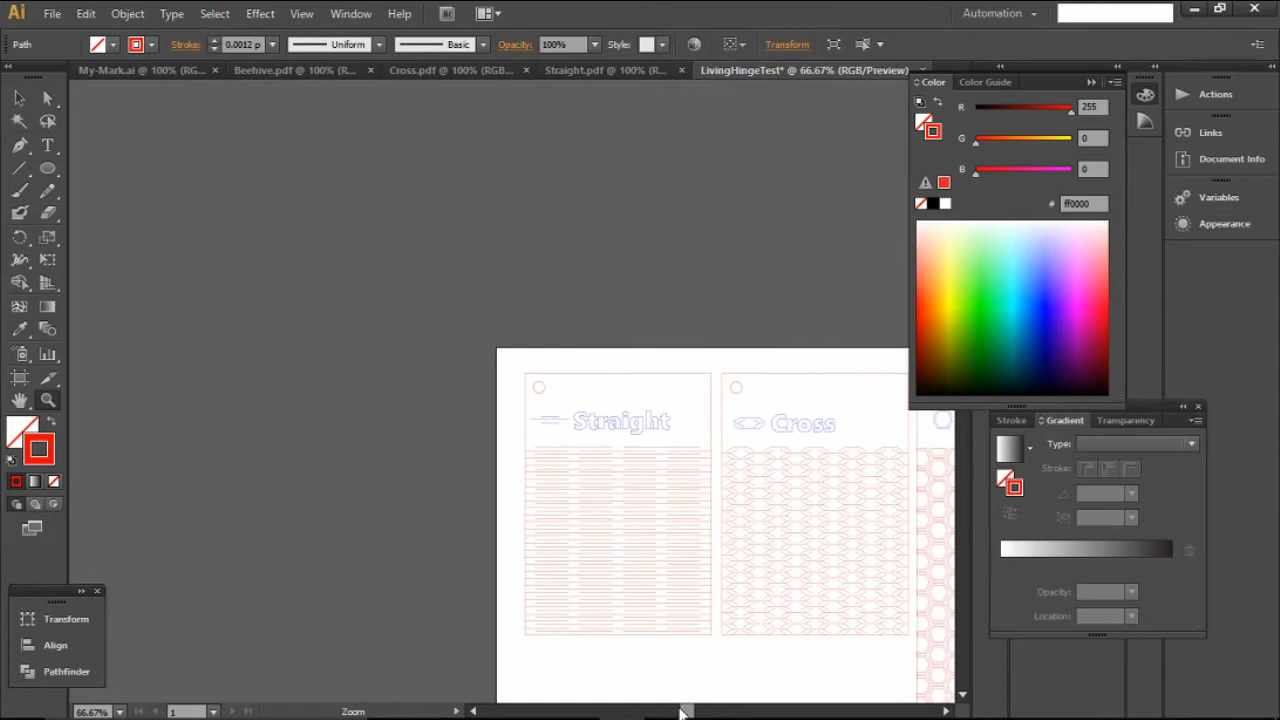 Ai File Edit Object Type Select Effect View Window Help Br Automation
Path Stroke: 0.0012 p Uniform Basic Opacity: 100% Style: Transform
My-Mark.ai @ 100% (RG... × Beehive.pdf @ 100% (R... × Cross.pdf @ 100% (RGB... × Straight.pdf @ 100% (R... × LivingHingeTest* @ 66.67% (RGB/Preview)
Color Color Guide
R 255
G 0
B 0
# ff0000
Actions
Links
Document Info
Variables
Appearance
Straight
Cross
Stroke Gradient Transparency
Type:
Stroke:
Opacity:
Location:
Transform
Align
Pathfinder
66.67% 1 Zoom